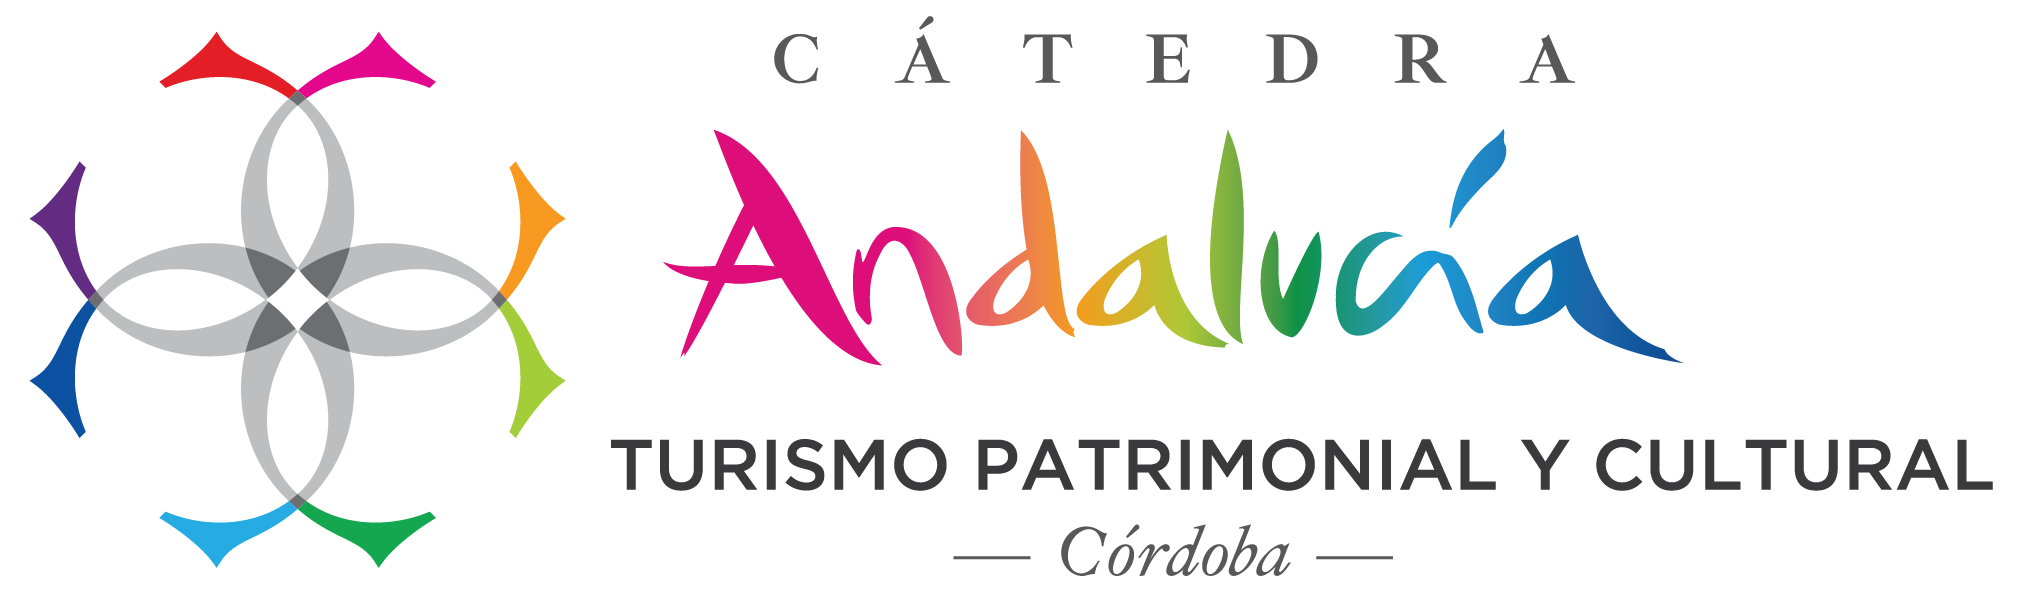 CÁTEDRA
Andalucía
TURISMO PATRIMONIAL Y CULTURAL
Córdoba